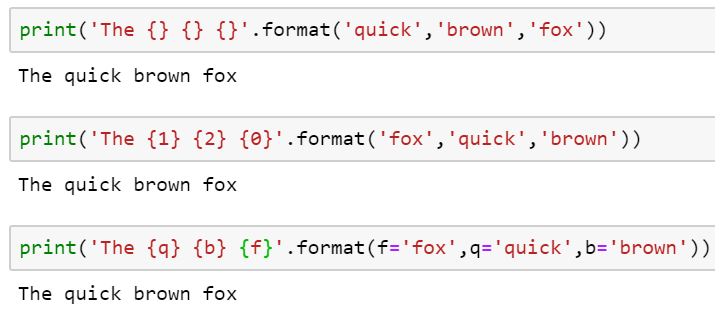 print('The {} {} {}'.format('quick','brown','fox'))
The quick brown fox
print('The {1} {2} {0}'.format('fox','quick','brown'))
The quick brown fox
print('The {q} {b} {f}'.format(f='fox',q='quick',b='brown'))
The quick brown fox